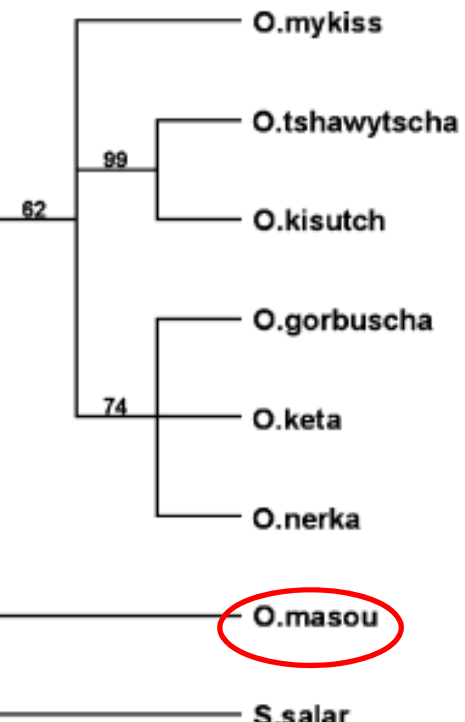 O.mykiss
O.tshawytscha
99
62
O.kisutch
O.gorbuscha
74
O.keta
O.nerka
O.masou
S.salar